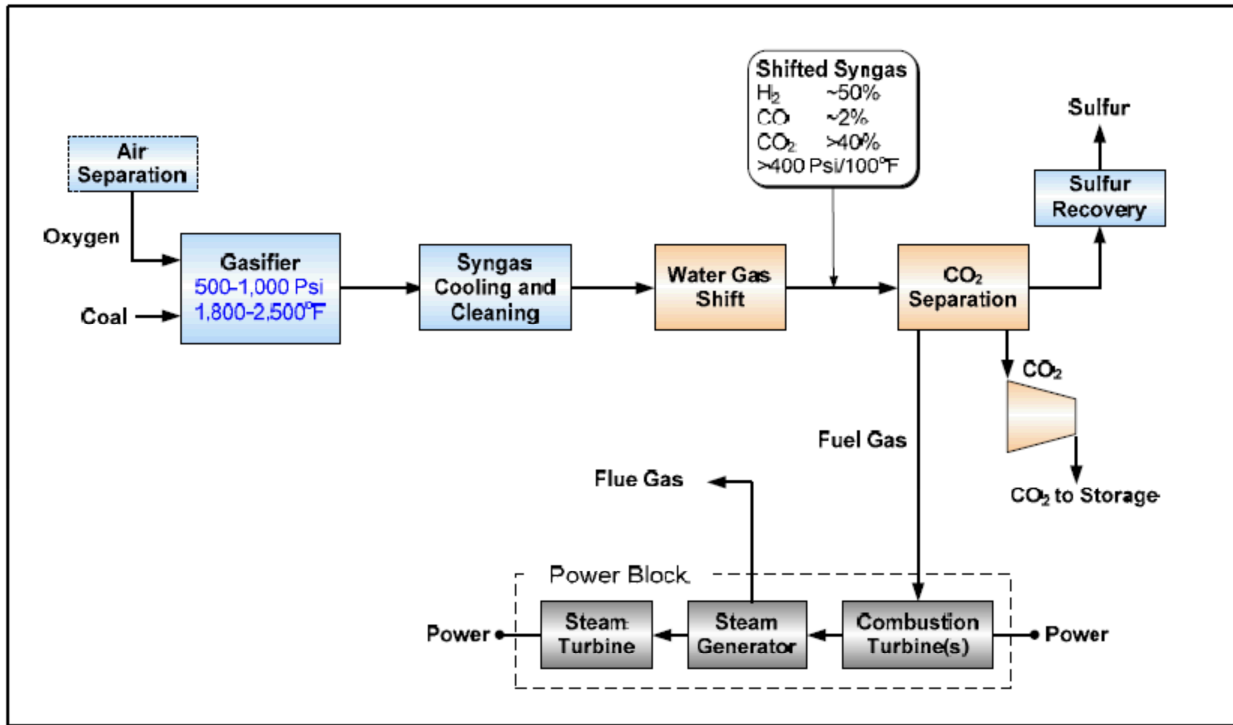 Shifted Syngas
H₂ ~50%
CO ~2%
CO₂ >40%
>400 Psi/100°F
Sulfur
Air
Separation
Sulfur
Recovery
Oxygen
Gasifier
500-1,000 Psi
1,800-2,500°F
Coal
Syngas
Cooling and
Cleaning
Water Gas
Shift
CO₂
Separation
CO₂
Fuel Gas
CO₂ to Storage
Flue Gas
Power Block
Power
Steam
Turbine
Steam
Generator
Combustion
Turbine(s)
Power